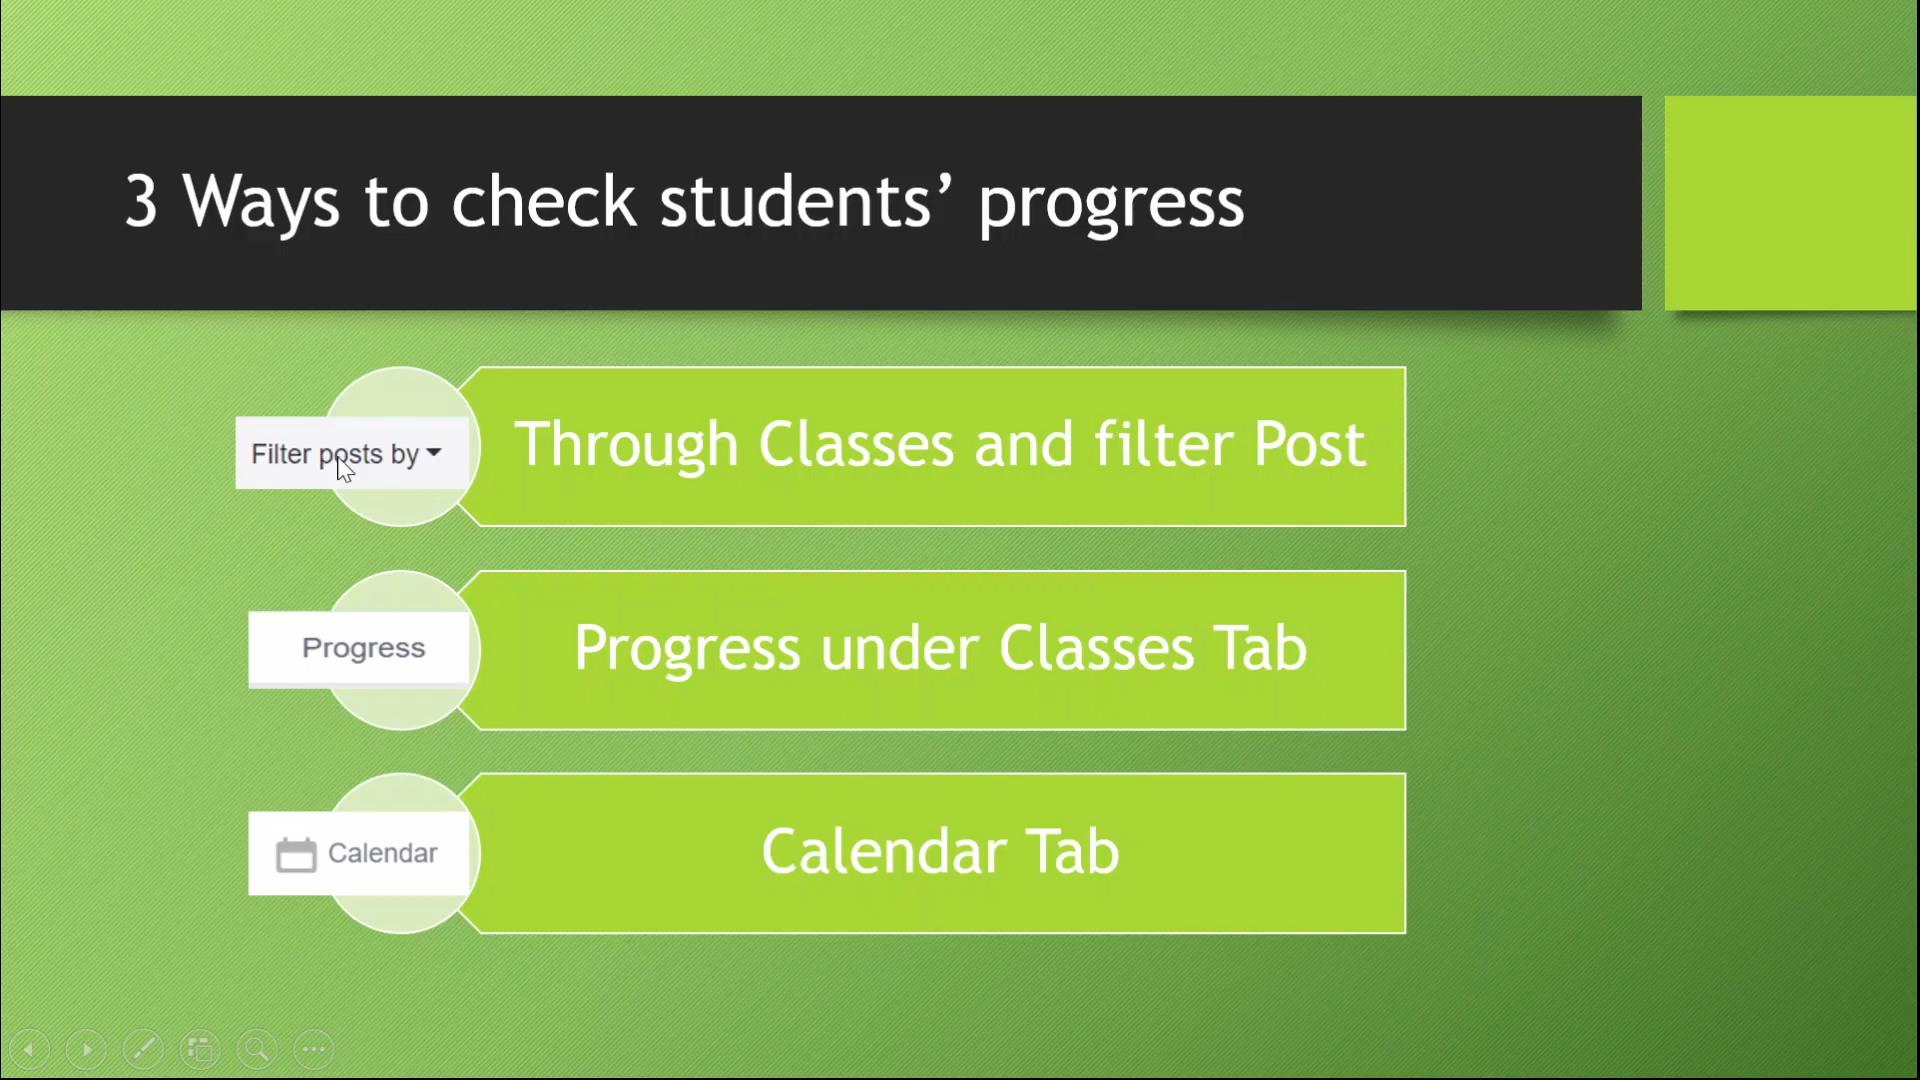 3 Ways to check students’ progress
Filter posts by
Through Classes and filter Post
Progress
Progress under Classes Tab
Calendar
Calendar Tab